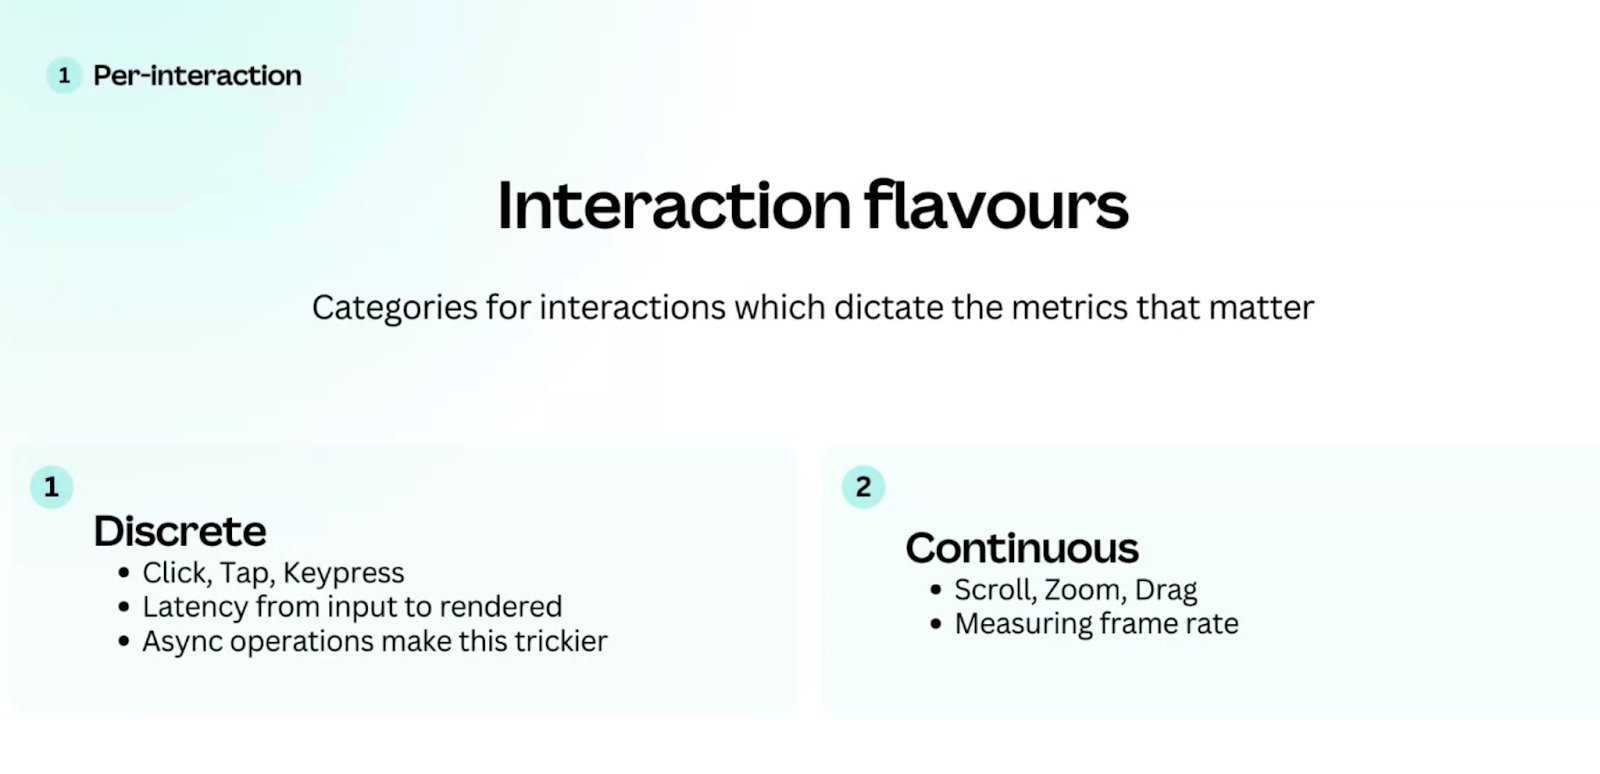 1 Per-interaction
Interaction flavours
Categories for interactions which dictate the metrics that matter
1
Discrete
• Click, Tap, Keypress
• Latency from input to rendered
• Async operations make this trickier
2
Continuous
• Scroll, Zoom, Drag
• Measuring frame rate